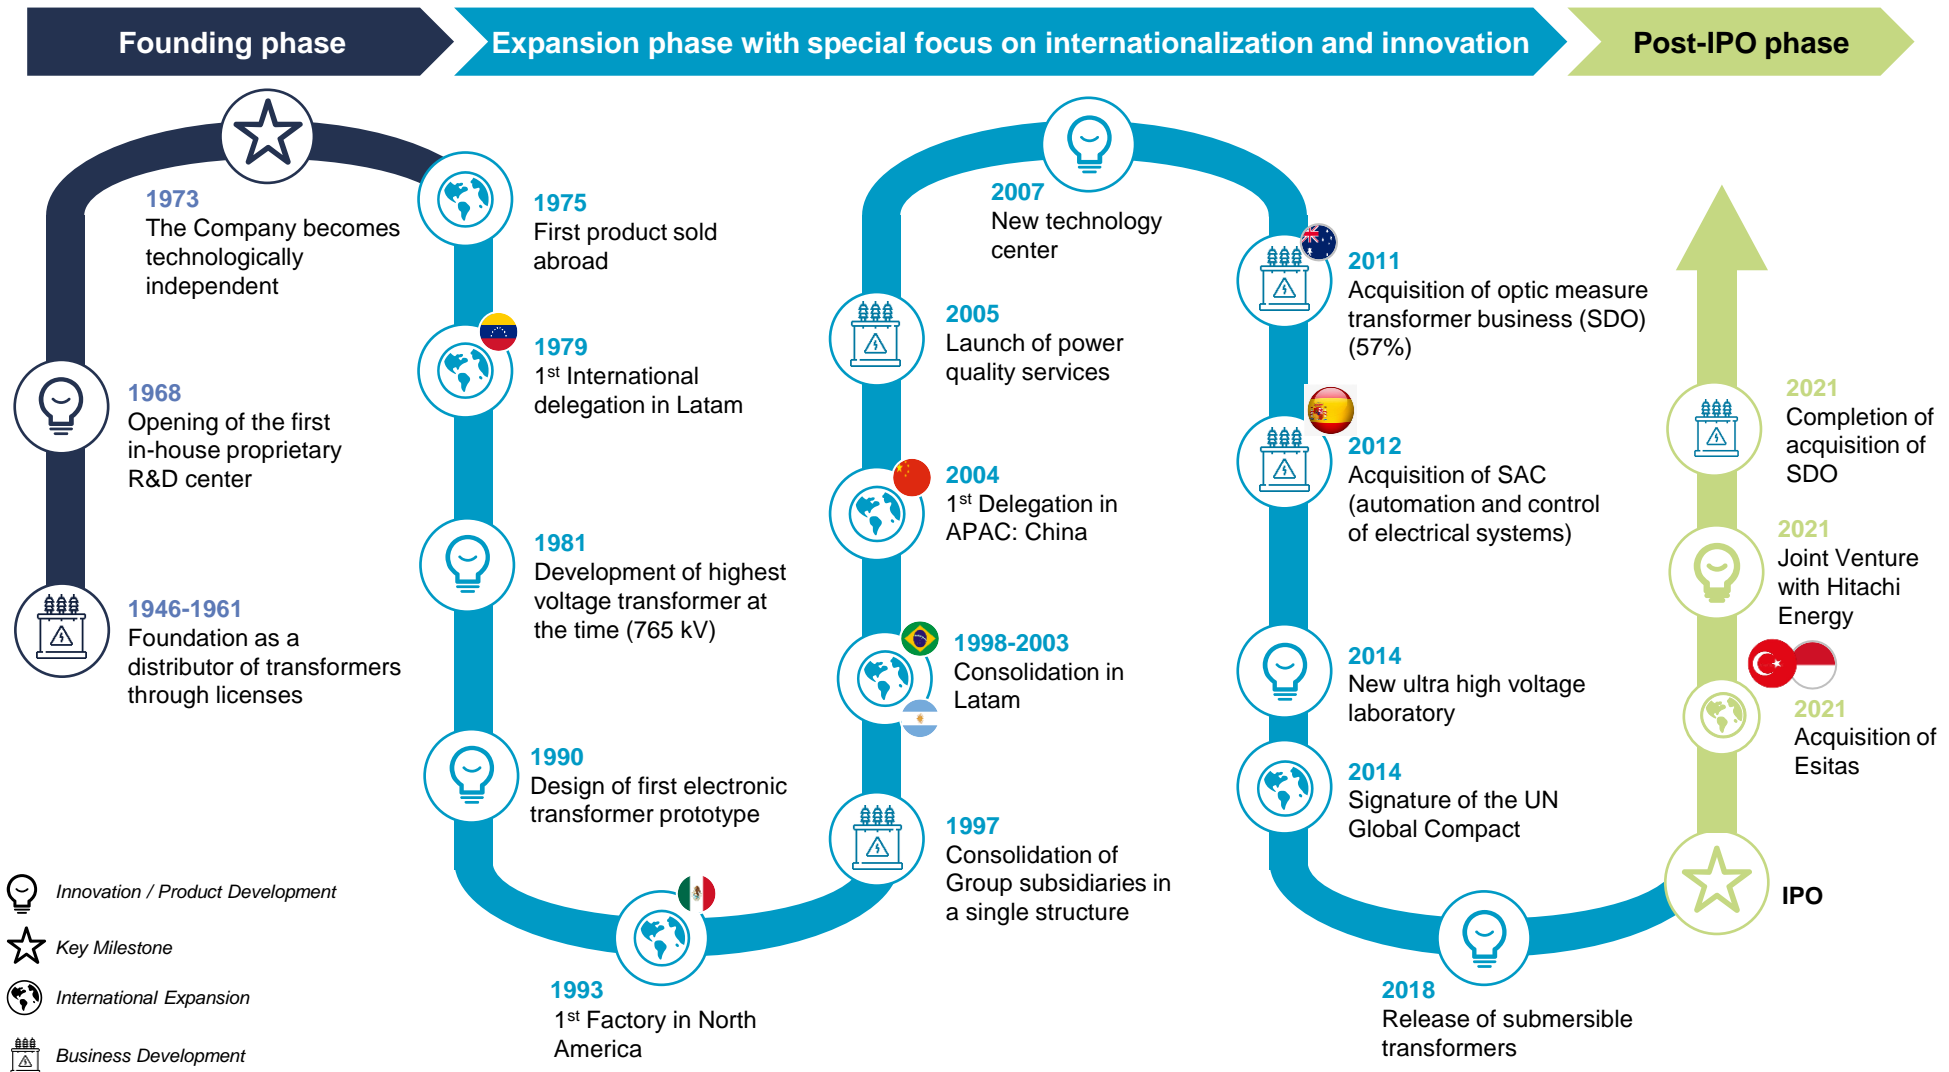 Founding phase
Expansion phase with special focus on internationalization and innovation
Post-IPO phase
1973
The Company becomes
technologically
independent
1968
Opening of the first
in-house proprietary
R&D center
1946-1961
Foundation as a
distributor of transformers
through licenses
1975
First product sold
abroad
1979
1st International
delegation in Latam
1981
Development of highest
voltage transformer at
the time (765 kV)
1990
Design of first electronic
transformer prototype
1993
1st Factory in North
America
2007
New technology
center
2005
Launch of power
quality services
2004
1st Delegation in
APAC: China
1998-2003
Consolidation in
Latam
1997
Consolidation of
Group subsidiaries in
a single structure
2011
Acquisition of optic measure
transformer business (SDO)
(57%)
2012
Acquisition of SAC
(automation and control
of electrical systems)
2014
New ultra high voltage
laboratory
2014
Signature of the UN
Global Compact
2018
Release of submersible
transformers
2021
Completion of
acquisition of
SDO
2021
Joint Venture
with Hitachi
Energy
2021
Acquisition of
Esitas
IPO
Innovation / Product Development
Key Milestone
International Expansion
Business Development